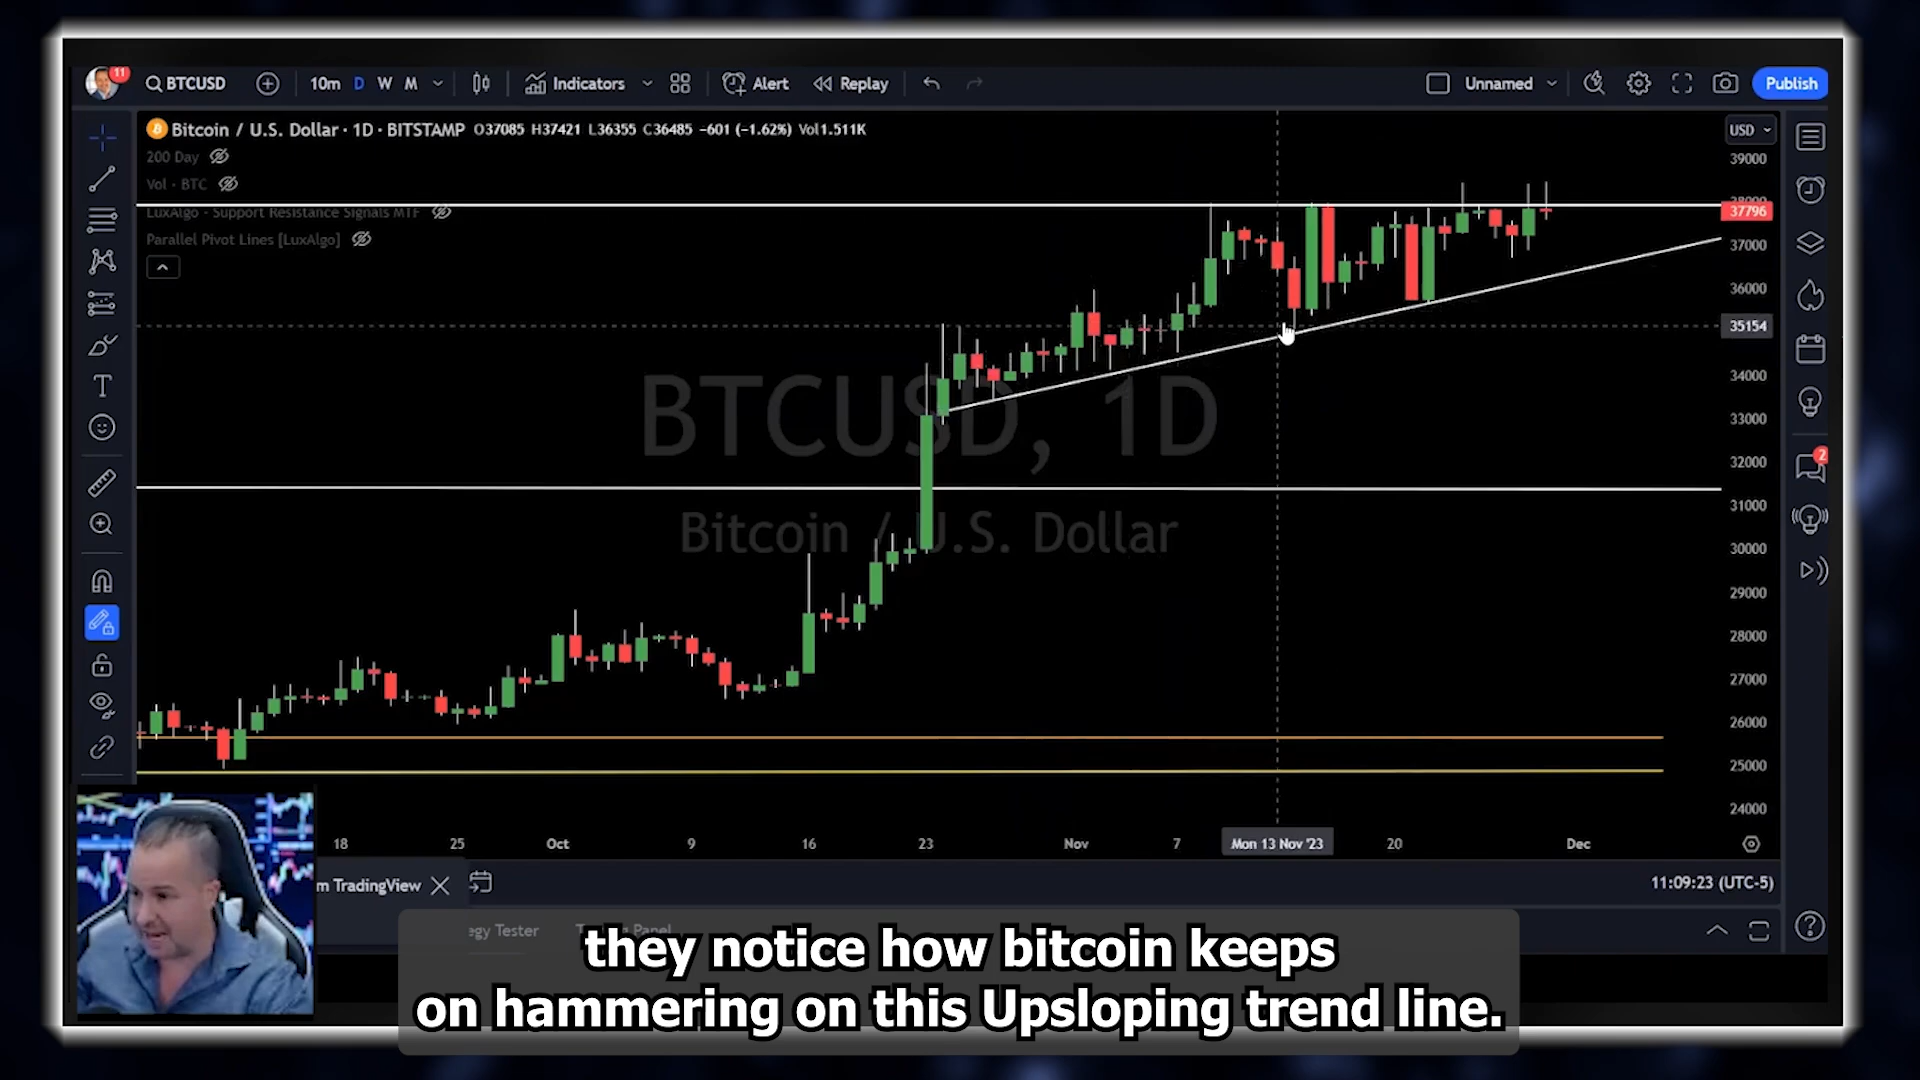 11
BTCUSD
10m D W M
Indicators
Alert
Replay
Unnamed
Publish
Bitcoin / U.S. Dollar · 1D · BITSTAMP O37085 H37421 L36355 C36485 -601 (-1.62%) Vol1.511K
USD
200 Day
Vol · BTC
LuxAlgo - Support Resistance Signals MTF
Parallel Pivot Lines [LuxAlgo]
39000
37796
37000
36000
35154
34000
33000
32000
31000
30000
29000
28000
27000
26000
25000
24000
2
BTCUSD, 1D
Bitcoin / U.S. Dollar
18 25 Oct 9 16 23 Nov 7 Mon 13 Nov '23 20 Dec
m TradingView
11:09:23 (UTC-5)
egy Tester
they notice how bitcoin keeps
on hammering on this Upsloping trend line.